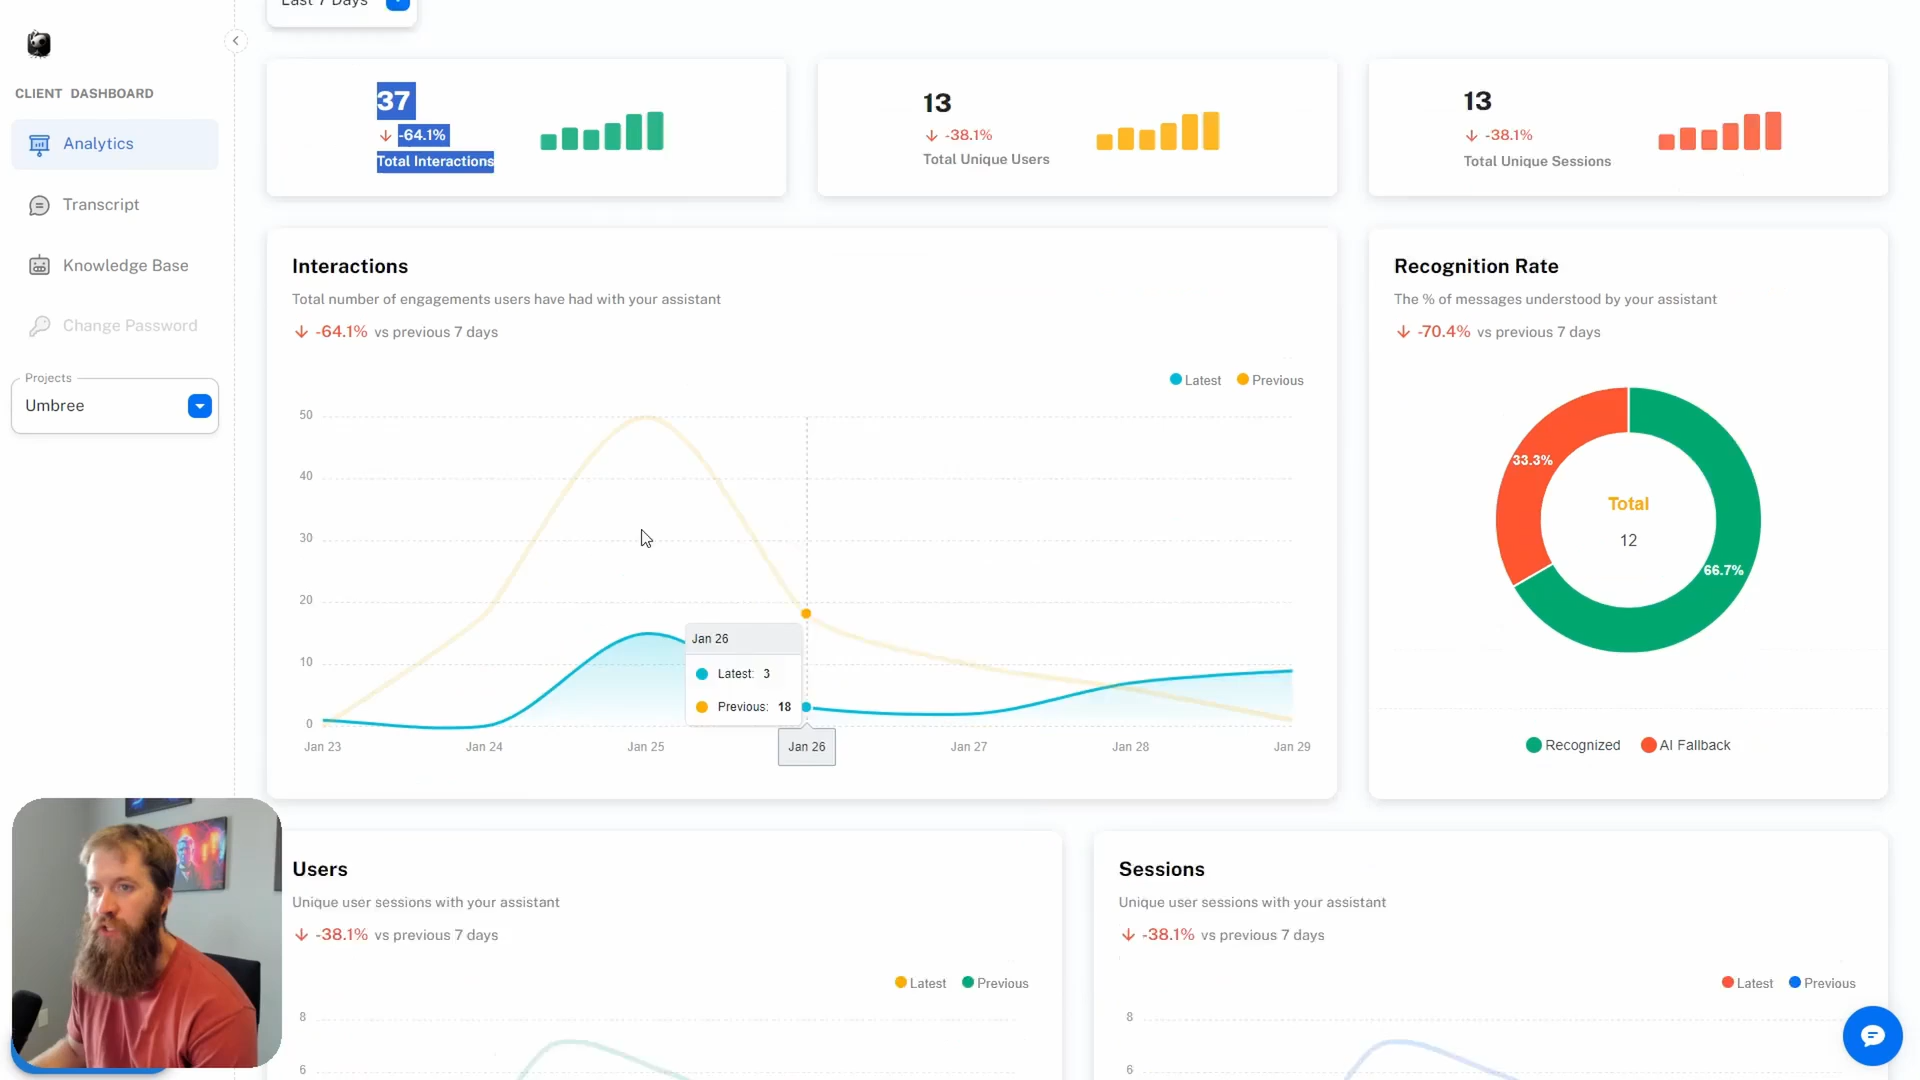 Last 7 Days
CLIENT DASHBOARD
Analytics
Transcript
Knowledge Base
Change Password
Projects
Umbree
37
-64.1%
Total Interactions
13
-38.1%
Total Unique Users
13
-38.1%
Total Unique Sessions
Interactions
Total number of engagements users have had with your assistant
-64.1% vs previous 7 days
Latest Previous
50
40
30
20
10
0
Jan 26
Latest: 3
Previous: 18
Jan 23 Jan 24 Jan 25 Jan 26 Jan 27 Jan 28 Jan 29
Recognition Rate
The % of messages understood by your assistant
-70.4% vs previous 7 days
33.3%
Total
12
66.7%
Recognized AI Fallback
Users
Unique user sessions with your assistant
-38.1% vs previous 7 days
Latest Previous
8
6
Sessions
Unique user sessions with your assistant
-38.1% vs previous 7 days
Latest Previous
8
6